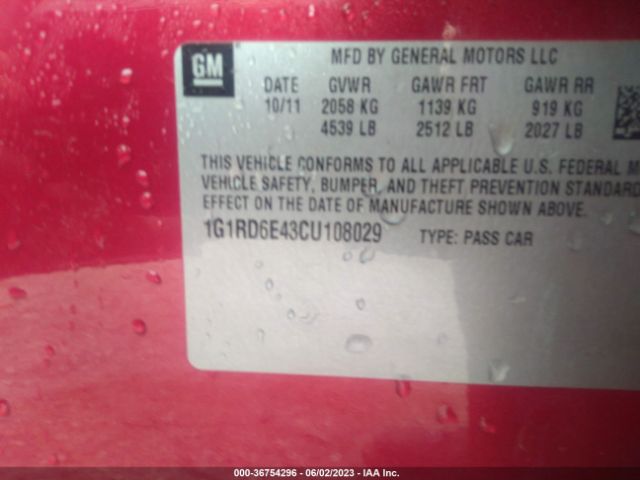 GM
MFD BY GENERAL MOTORS LLC
DATE GVWR GAWR FRT GAWR RR
10/11 2058 KG 1139 KG 919 KG
4539 LB 2512 LB 2027 LB
THIS VEHICLE CONFORMS TO ALL APPLICABLE U.S. FEDERAL M
VEHICLE SAFETY, BUMPER, AND THEFT PREVENTION STANDARD
EFFECT ON THE DATE OF MANUFACTURE SHOWN ABOVE.
1G1RD6E43CU108029 TYPE: PASS CAR
000-36754296 - 06/02/2023 - IAA Inc.